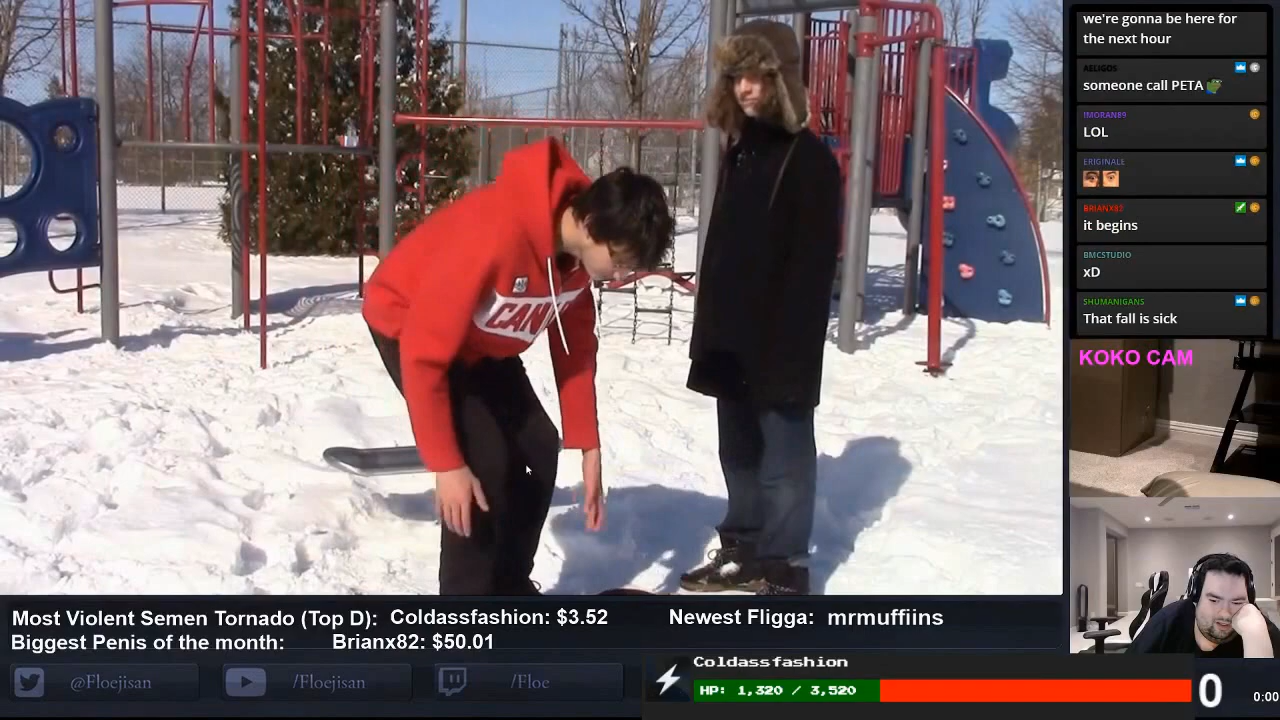 we're gonna be here for
the next hour
AELIGOS
someone call PETA
!MORAN89
LOL
ERIGINALE
BRIANX82
it begins
BMCSTUDIO
xD
SHUMANIGANS
That fall is sick
KOKO CAM
CAN
Most Violent Semen Tornado (Top D): Coldassfashion: $3.52 Newest Fligga: mrmuffiins
Biggest Penis of the month: Brianx82: $50.01
@Floejisan /Floejisan /Floe
Coldassfashion
HP: 1,320 / 3,520 0 0:00